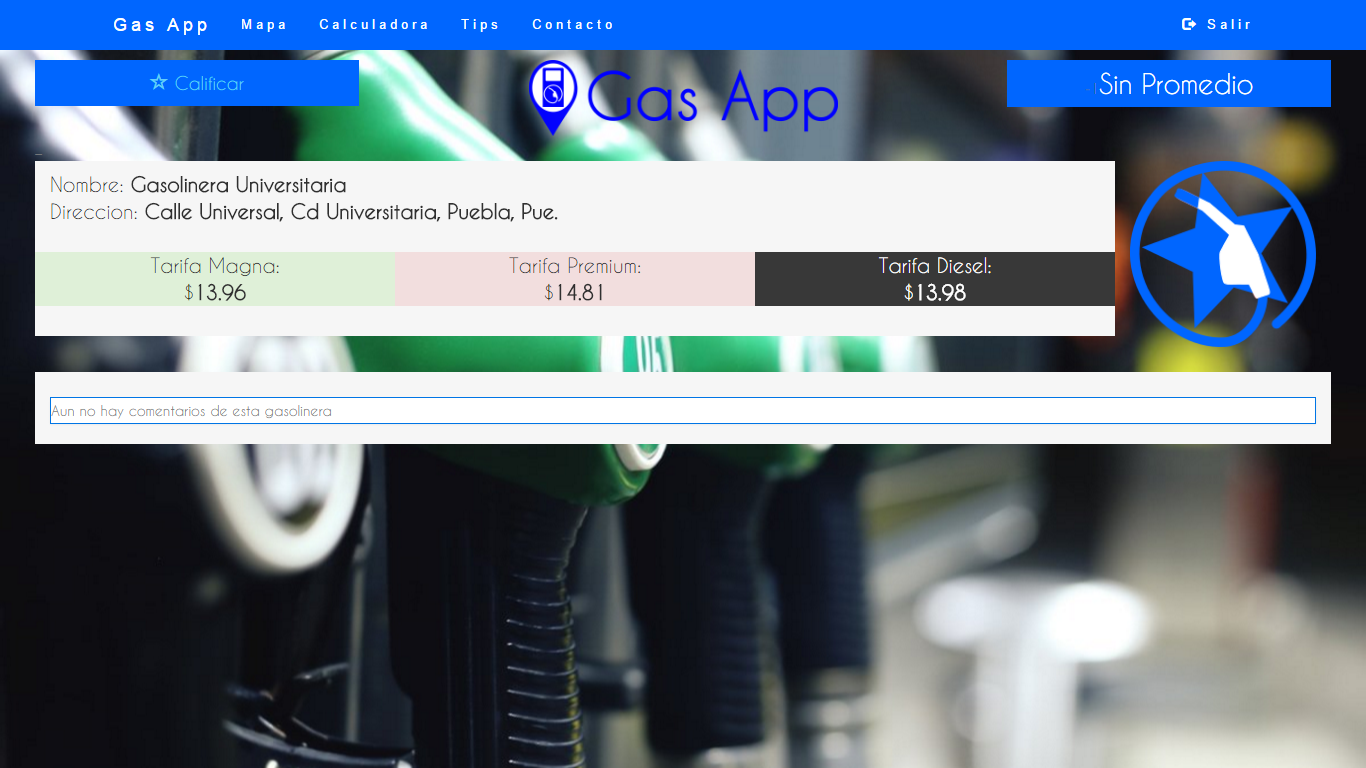 Gas App Mapa Calculadora Tips Contacto Salir
Calificar
Gas App
Sin Promedio
Nombre: Gasolinera Universitaria
Direccion: Calle Universal, Cd Universitaria, Puebla, Pue.
Tarifa Magna:
$13.96
Tarifa Premium:
$14.81
Tarifa Diesel:
$13.98
Aun no hay comentarios de esta gasolinera